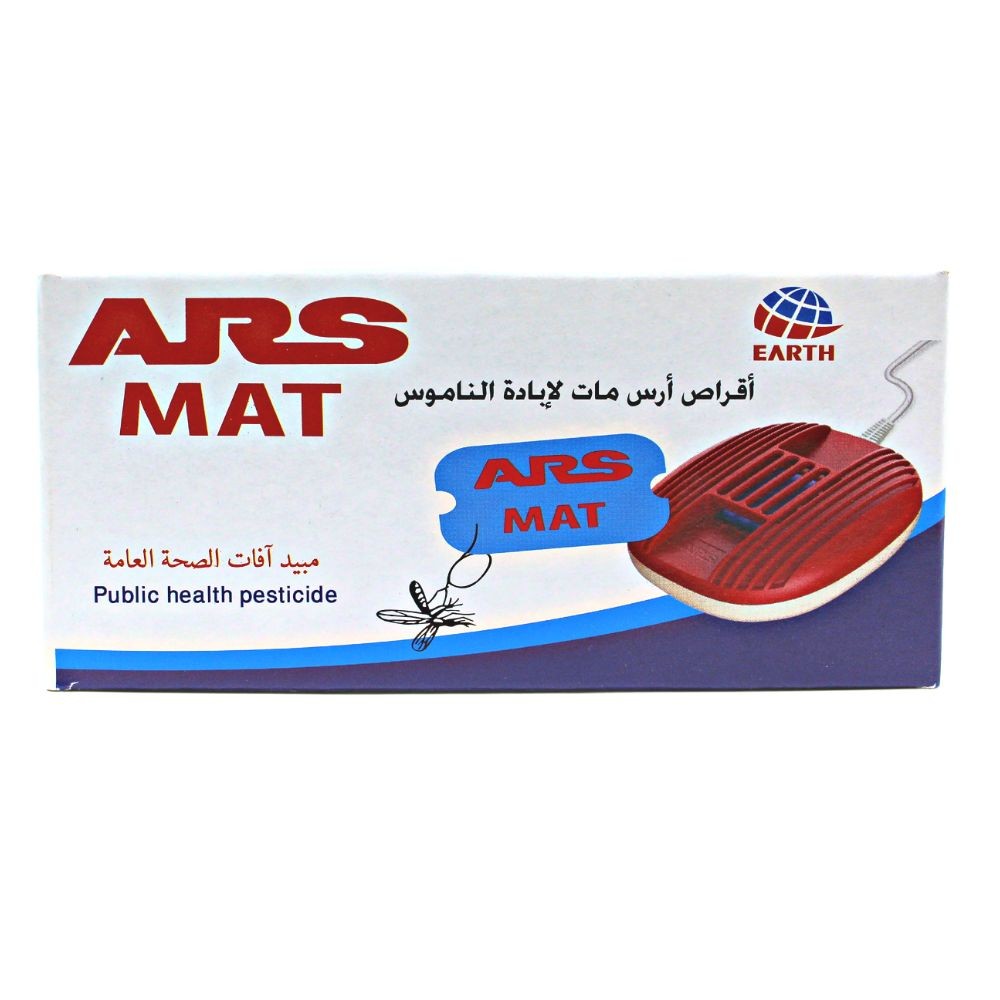 ARS
MAT
EARTH
أقراص أرس مات لإبادة الناموس
ARS
MAT
مبيد آفات الصحة العامة
Public health pesticide